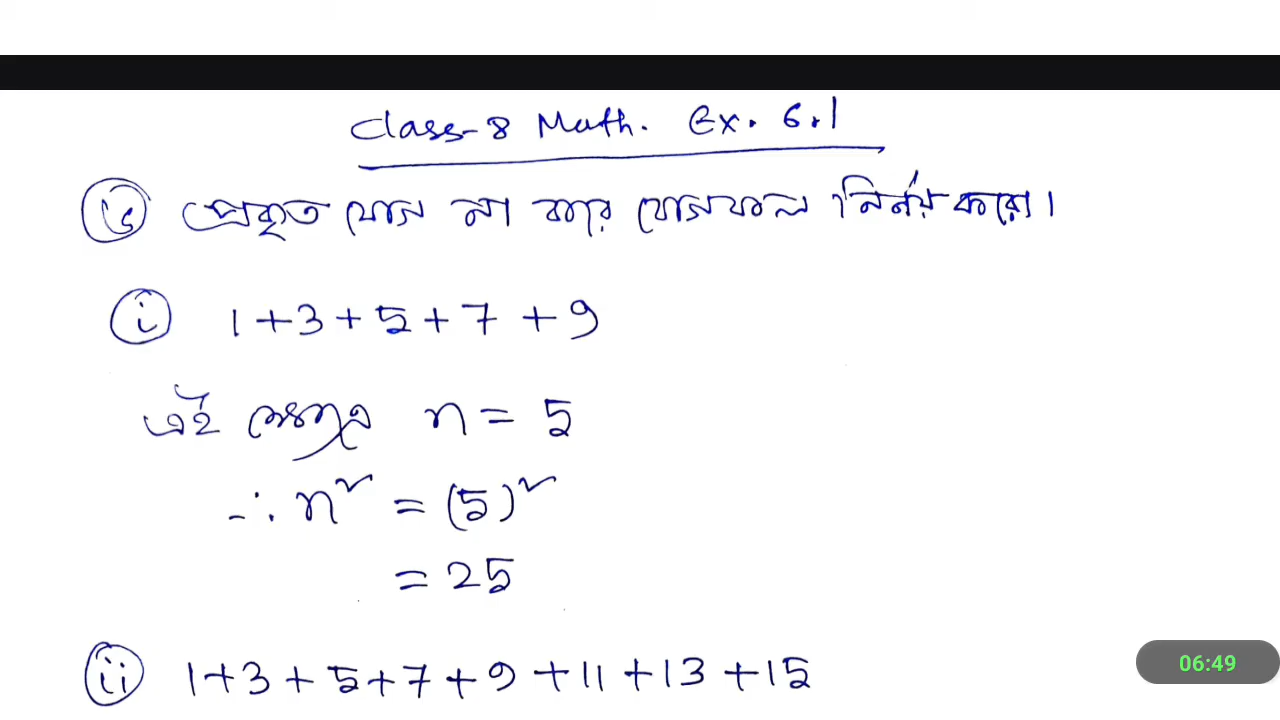 Class-8 Math. Ex. 6.1
৬ প্রকৃত যোগ না করে যোগফল নির্ণয় করো।
i 1+3+5+7+9
এই ক্ষেত্রে n = 5
∴ n² = (5)²
= 25
ii 1+3+5+7+9+11+13+15
06:49